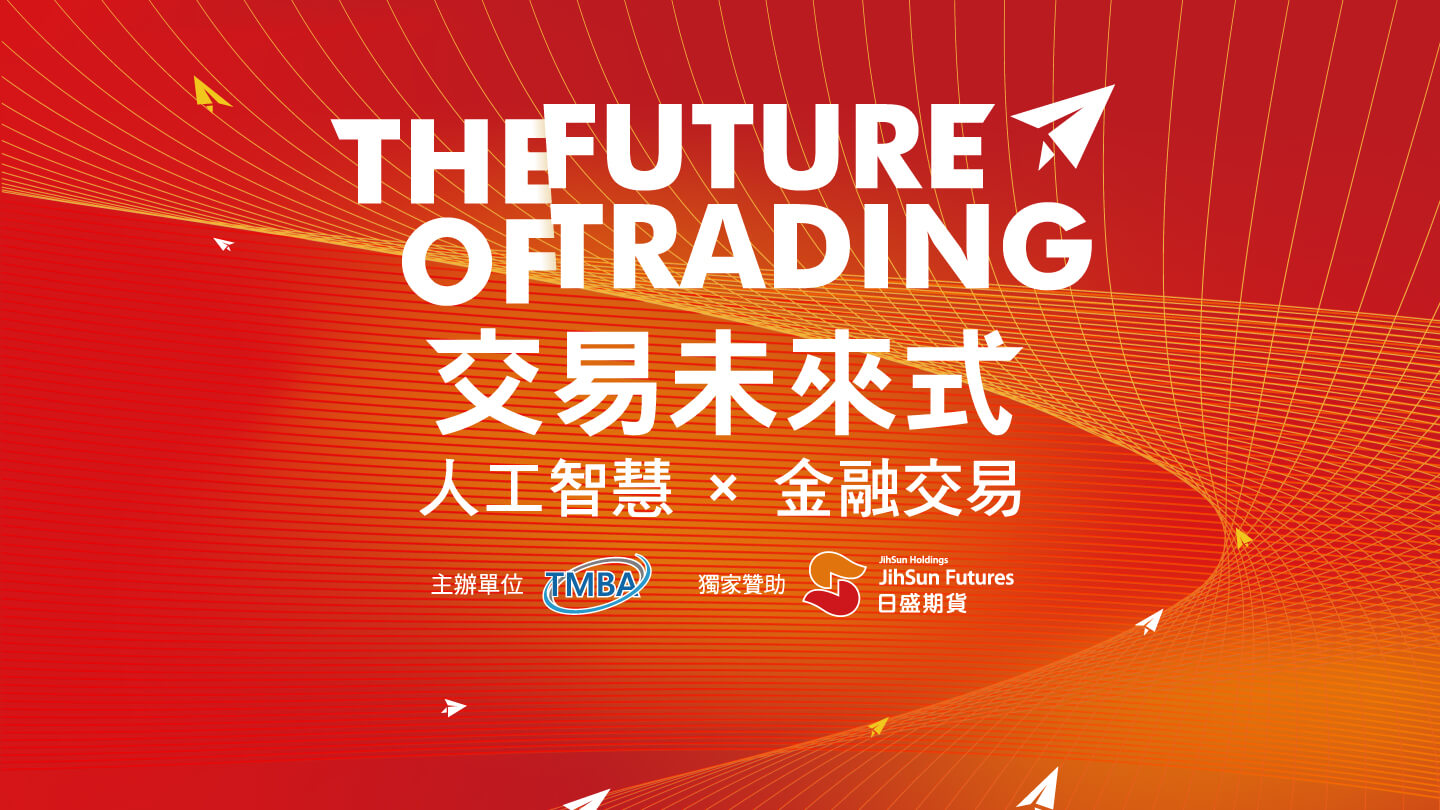 THE FUTURE
OF TRADING
交易未來式
人工智慧 × 金融交易
主辦單位 TMBA 獨家贊助 JihSun Holdings
JihSun Futures
日盛期貨